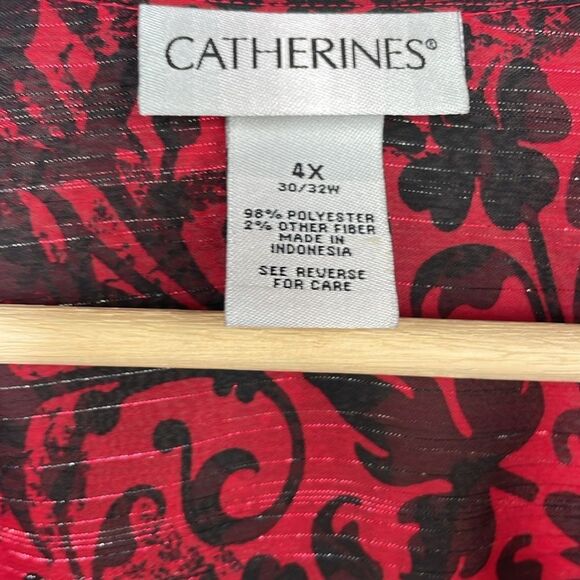 CATHERINES®
4X
30/32W
98% POLYESTER
2% OTHER FIBER
MADE IN
INDONESIA
SEE REVERSE
FOR CARE